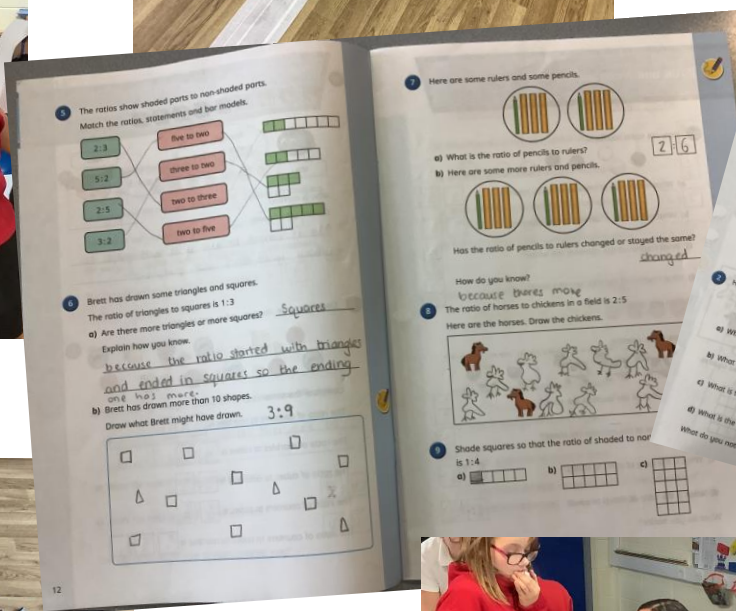 5 The ratios show shaded parts to non-shaded parts.
Match the ratios, statements and bar models.
2:3
five to two
5:2
three to two
2:5
two to three
3:2
two to five
6 Brett has drawn some triangles and squares.
The ratio of triangles to squares is 1:3
a) Are there more triangles or more squares? Squares
Explain how you know.
because the ratio started with triangles
and ended in squares so the ending
one has more.
b) Brett has drawn more than 10 shapes.
Draw what Brett might have drawn. 3:9
12
7 Here are some rulers and some pencils.
a) What is the ratio of pencils to rulers? 2:6
b) Here are some more rulers and pencils.
Has the ratio of pencils to rulers changed or stayed the same?
changed
How do you know?
because theres more
8 The ratio of horses to chickens in a field is 2:5
Here are the horses. Draw the chickens.
9 Shade squares so that the ratio of shaded to
is 1:4
a)
b)
c)
2
a)
b) What
c) What is
d) What is the
What do you